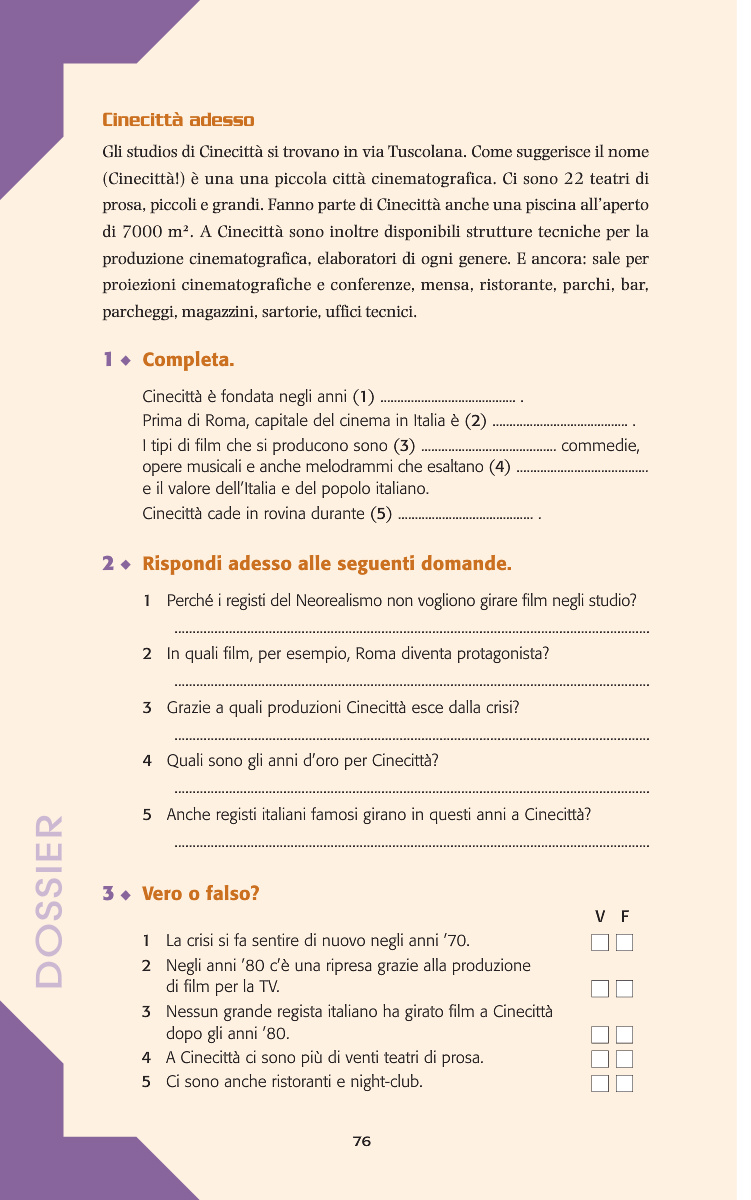 Cinecittà adesso
Gli studios di Cinecittà si trovano in via Tuscolana. Come suggerisce il nome
(Cinecittà!) è una una piccola città cinematografica. Ci sono 22 teatri di
prosa, piccoli e grandi. Fanno parte di Cinecittà anche una piscina all'aperto
di 7000 m². A Cinecittà sono inoltre disponibili strutture tecniche per la
produzione cinematografica, elaboratori di ogni genere. E ancora: sale per
proiezioni cinematografiche e conferenze, mensa, ristorante, parchi, bar,
parcheggi, magazzini, sartorie, uffici tecnici.
1 ◆ Completa.
Cinecittà è fondata negli anni (1) ........................................ .
Prima di Roma, capitale del cinema in Italia è (2) ........................................ .
I tipi di film che si producono sono (3) ........................................ commedie,
opere musicali e anche melodrammi che esaltano (4) ........................................
e il valore dell'Italia e del popolo italiano.
Cinecittà cade in rovina durante (5) ........................................ .
2 ◆ Rispondi adesso alle seguenti domande.
1 Perché i registi del Neorealismo non vogliono girare film negli studio?
....................................................................................................
2 In quali film, per esempio, Roma diventa protagonista?
....................................................................................................
3 Grazie a quali produzioni Cinecittà esce dalla crisi?
....................................................................................................
4 Quali sono gli anni d'oro per Cinecittà?
....................................................................................................
5 Anche registi italiani famosi girano in questi anni a Cinecittà?
....................................................................................................
3 ◆ Vero o falso?
V F
1 La crisi si fa sentire di nuovo negli anni '70.
2 Negli anni '80 c'è una ripresa grazie alla produzione
di film per la TV.
3 Nessun grande regista italiano ha girato film a Cinecittà
dopo gli anni '80.
4 A Cinecittà ci sono più di venti teatri di prosa.
5 Ci sono anche ristoranti e night-club.
DOSSIER
76